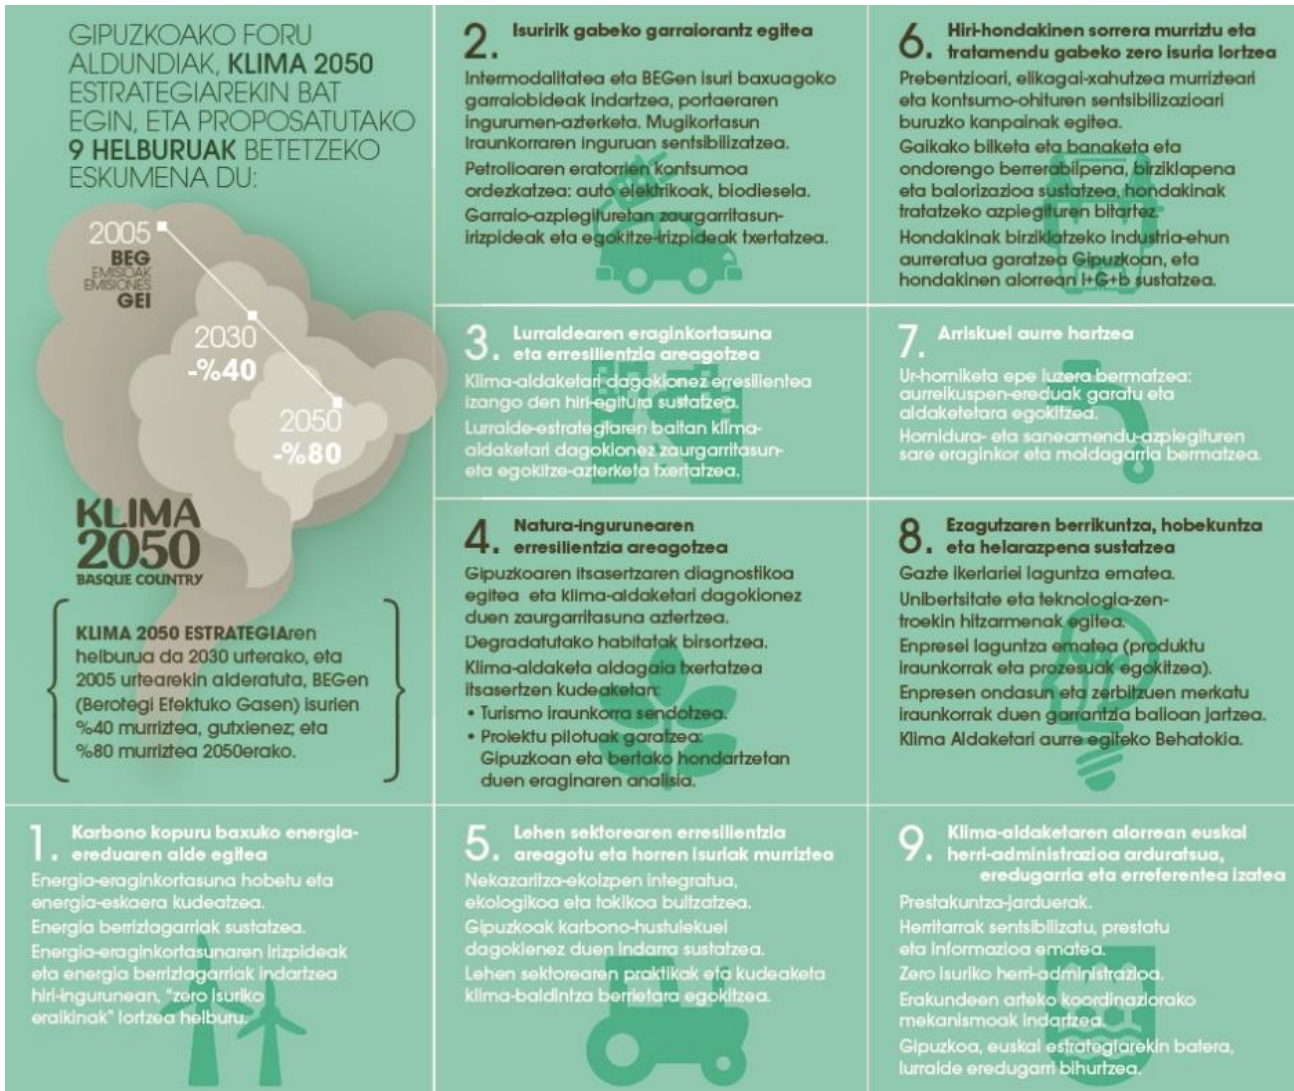 GIPUZKOAKO FORU
ALDUNDIAK, KLIMA 2050
ESTRATEGIAREKIN BAT
EGIN, ETA PROPOSATUTAKO
9 HELBURUAK BETETZEKO
ESKUMENA DU:
2005
BEG
EMISIOAK
EMISIONES
GEI
2030
-%40
2050
-%80
KLIMA
2050
BASQUE COUNTRY
KLIMA 2050 ESTRATEGIAren
helburua da 2030 urterako, eta
2005 urtearekin alderatuta, BEGen
(Berotegi Efektuko Gasen) isurien
%40 murriztea, gutxienez; eta
%80 murriztea 2050erako.
1. Karbono kopuru baxuko energia-
ereduaren alde egitea
Energia-eraginkortasuna hobetu eta
energia-eskaera kudeatzea.
Energia berriztagarriak sustatzea.
Energia-eraginkortasunaren irizpideak
eta energia berriztagarriak indartzea
hiri-ingurunean, "zero isuriko
eraikinak" lortzea helburu.
2. Isuririk gabeko garraiorantz egitea
Intermodalitatea eta BEGen isuri baxuagoko
garraiobideak indartzea, portaeraren
ingurumen-azterketa. Mugikortasun
Iraunkorraren inguruan sentsibilizatzea.
Petrolioaren eratorrien kontsumoa
ordezkatzea: auto elektrikoak, biodiesela.
Garraio-azpiegituretan zaurgarritasun-
irizpideak eta egokitze-irizpideak txertatzea.
3. Lurraldearen eraginkortasuna
eta erresilientzia areagotzea
Klima-aldaketari dagokionez erresilientea
izango den hiri-egitura sustatzea.
Lurralde-estrategiaren baitan klima-
aldaketari dagokionez zaurgarritasun-
eta egokitze-azterketa txertatzea.
4. Natura-ingurunearen
erresilientzia areagotzea
Gipuzkoaren itsasertzaren diagnostikoa
egitea eta klima-aldaketari dagokionez
duen zaurgarritasuna aztertzea.
Degradatutako habitatak birsortzea.
Klima-aldaketa aldagaia txertatzea
itsasertzen kudeaketan:
• Turismo iraunkorra sendotzea.
• Proiektu pilotuak garatzea:
Gipuzkoan eta bertako hondartzetan
duen eraginaren analisia.
5. Lehen sektorearen erresilientzia
areagotu eta horren isuriak murriztea
Nekazaritza-ekoizpen integratua,
ekologikoa eta tokikoa bultzatzea.
Gipuzkoak karbono-hustulekuei
dagokienez duen indarra sustatzea.
Lehen sektorearen praktikak eta kudeaketa
klima-baldintza berrietara egokitzea.
6. Hiri-hondakinen sorrera murriztu eta
tratamendu gabeko zero isuria lortzea
Prebentzioari, elikagai-xahutzea murrizteari
eta kontsumo-ohituren sentsibilizazioari
buruzko kanpainak egitea.
Gaikako bilketa eta banaketa eta
ondorengo berrerabilpena, birziklapena
eta balorizazioa sustatzea, hondakinak
tratatzeko azpiegituren bitartez.
Hondakinak birziklatzeko industria-ehun
aurreratua garatzea Gipuzkoan, eta
hondakinen alorrean I+G+b sustatzea.
7. Arriskuei aurre hartzea
Ur-horniketa epe luzera bermatzea:
aurreikuspen-ereduak garatu eta
aldaketetara egokitzea.
Hornidura- eta saneamendu-azpiegituren
sare eraginkor eta moldagarria bermatzea.
8. Ezagutzaren berrikuntza, hobekuntza
eta helarazpena sustatzea
Gazte ikerlariei laguntza ematea.
Unibertsitate eta teknologia-zen-
troekin hitzarmenak egitea.
Enpresei laguntza ematea (produktu
iraunkorrak eta prozesuak egokitzea).
Enpresen ondasun eta zerbitzuen merkatu
iraunkorrak duen garrantzia balioan jartzea.
Klima Aldaketari aurre egiteko Behatokia.
9. Klima-aldaketaren alorrean euskal
herri-administrazioa arduratsua,
eredugarria eta erreferentea izatea
Prestakuntza-jarduerak.
Herritarrak sentsibilizatu, prestatu
eta informazioa ematea.
Zero isuriko herri-administrazioa.
Erakundeen arteko koordinaziorako
mekanismoak indartzea.
Gipuzkoa, euskal estrategiarekin batera,
lurralde eredugarri bihurtzea.